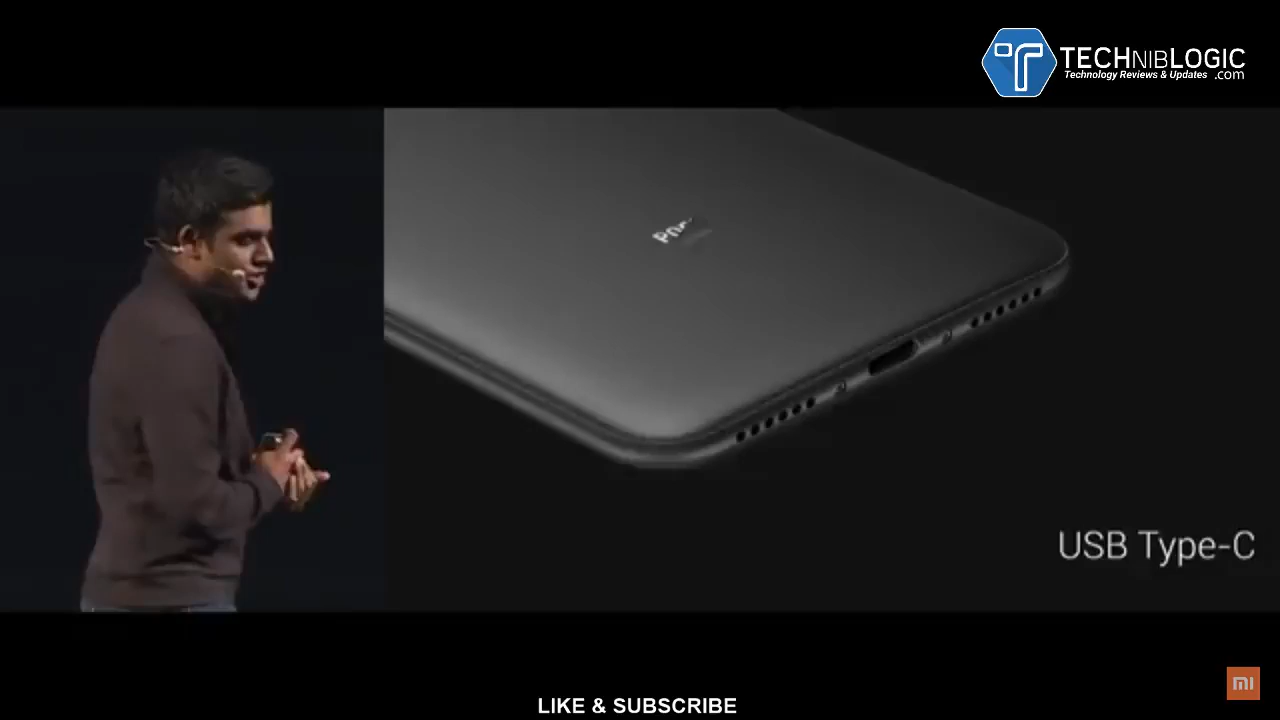 TECHNIBLOGIC
Technology Reviews & Updates .com
USB Type-C
MI
LIKE & SUBSCRIBE